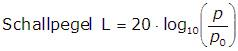 Schallpegel L = 20 · log₁₀(p/p₀)